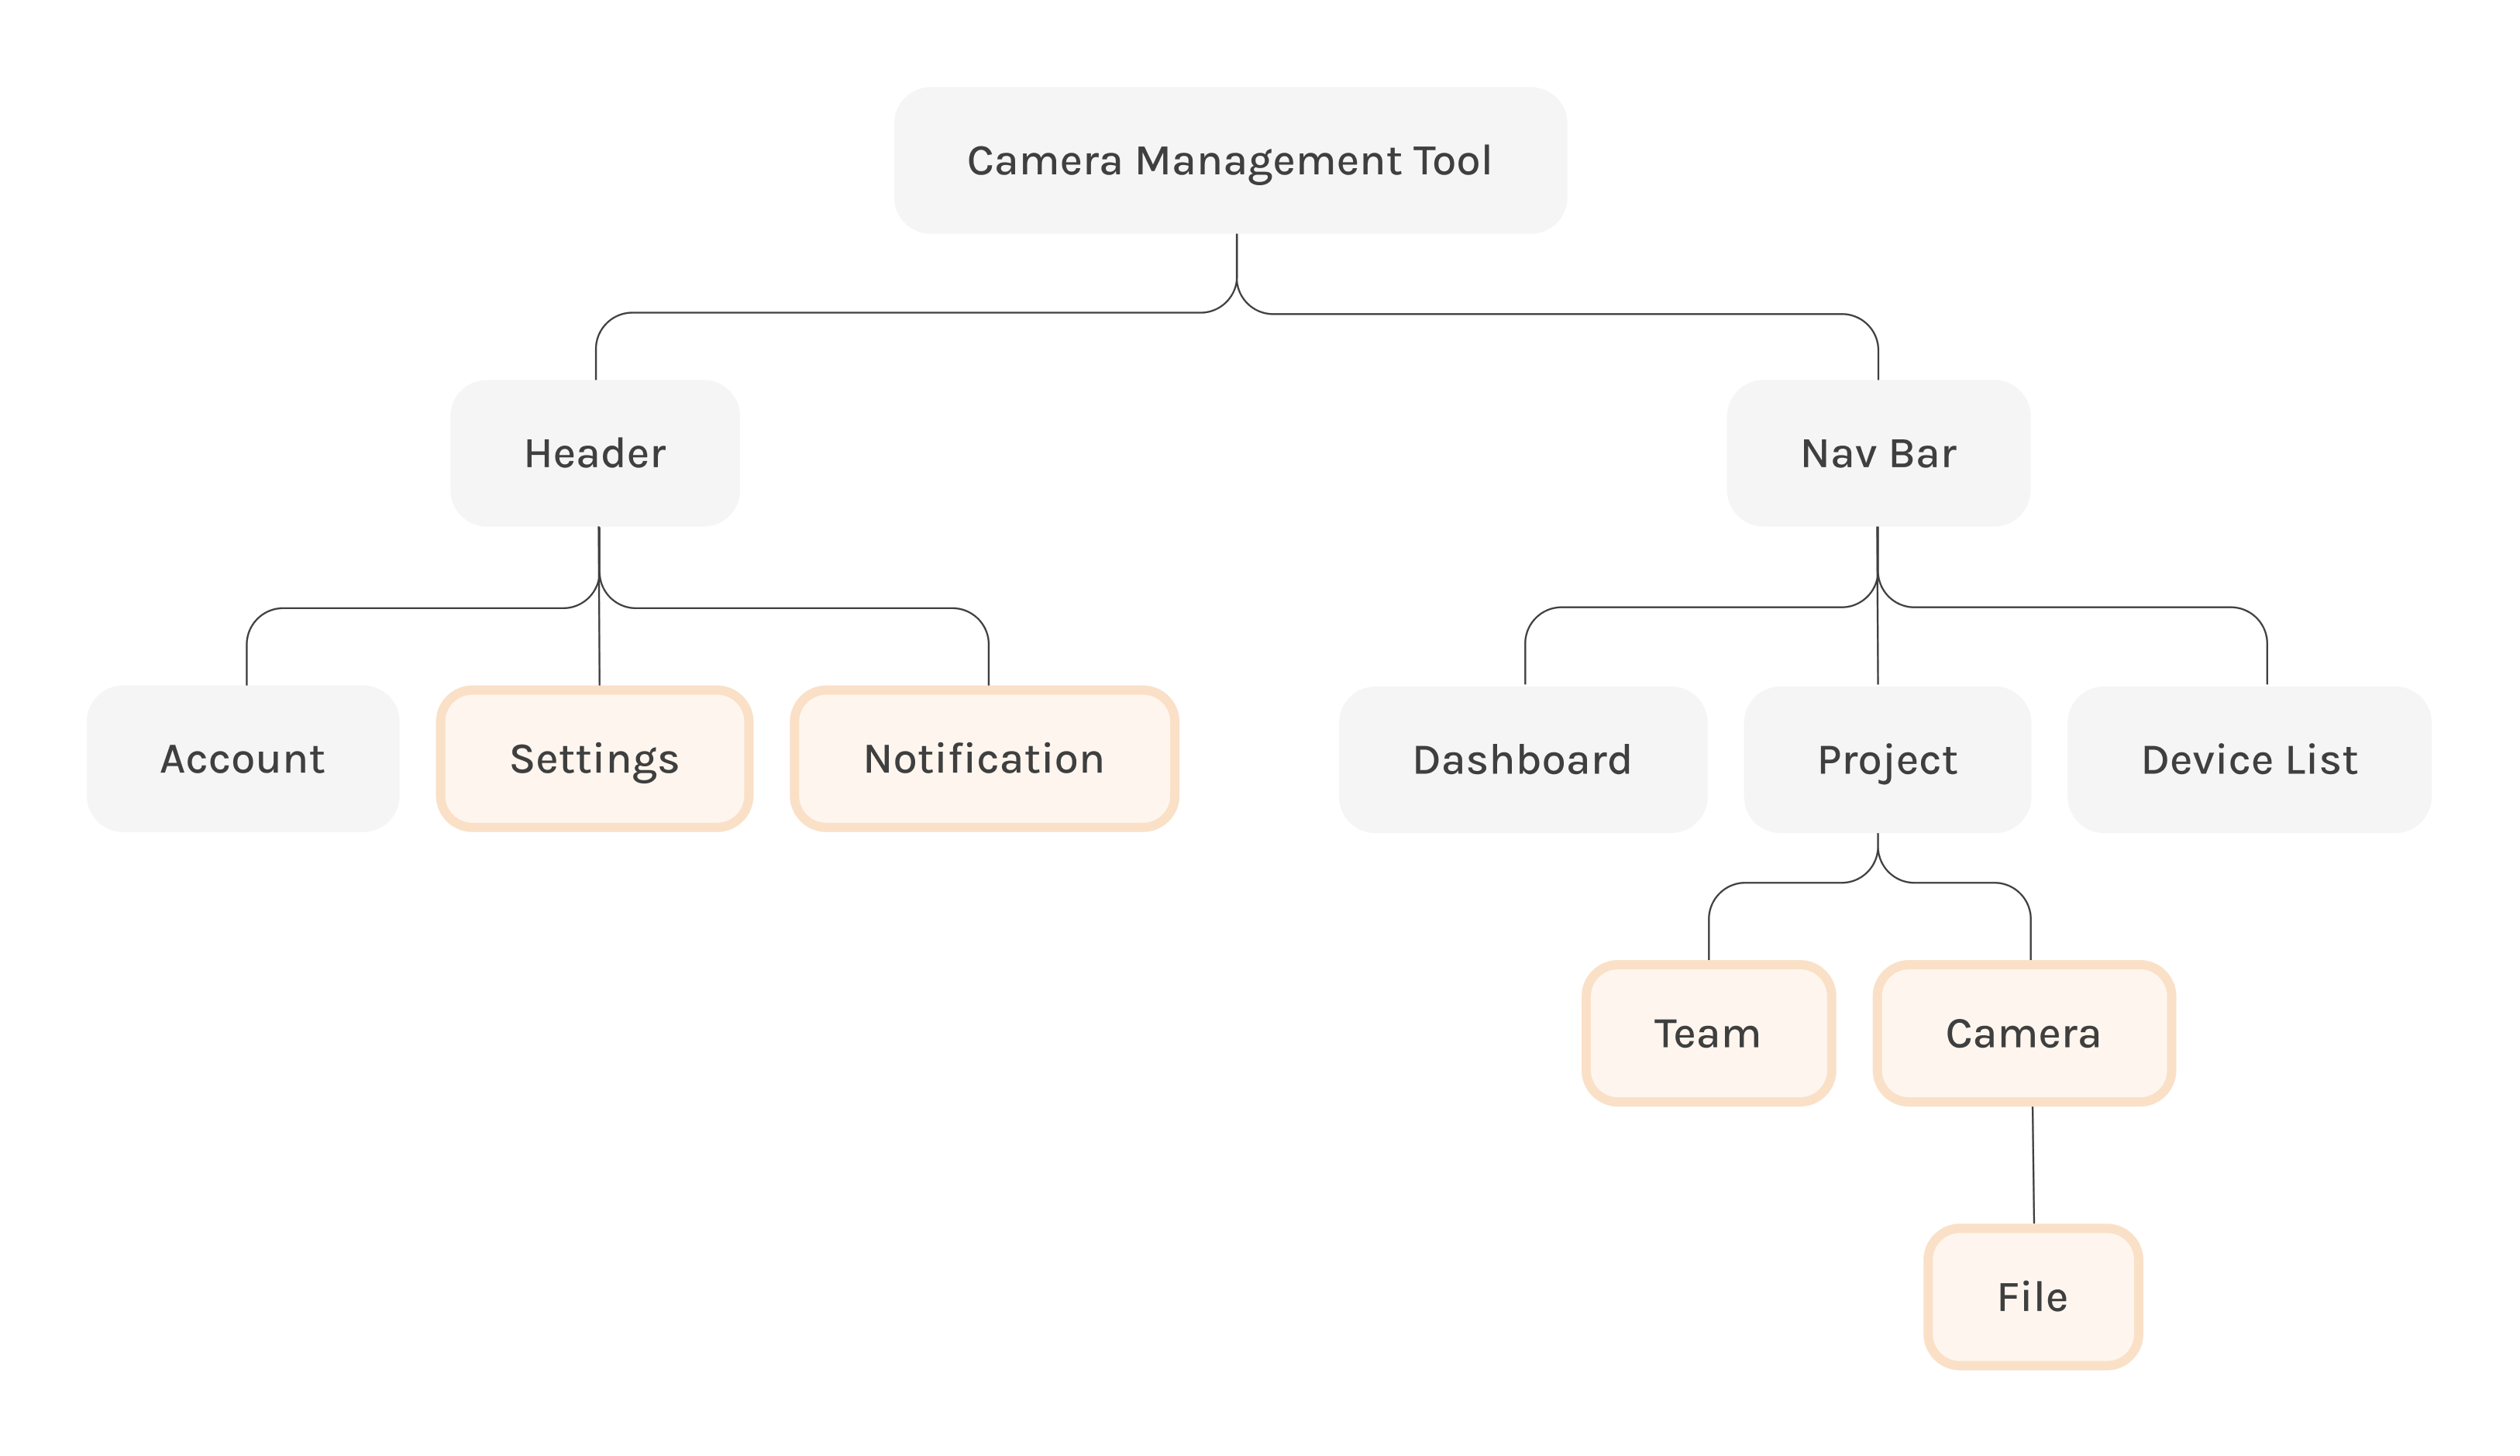 Camera Management Tool
Header
Nav Bar
Account
Settings
Notification
Dashboard
Project
Device List
Team
Camera
File